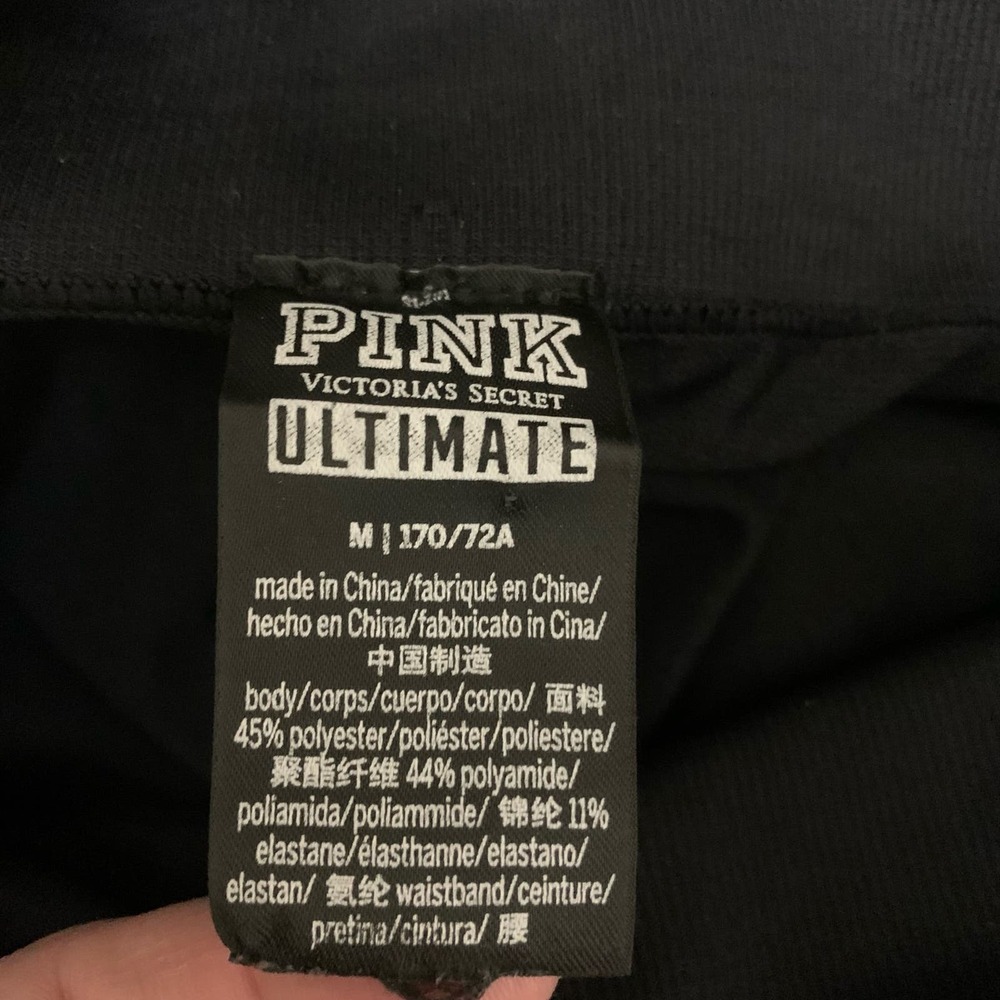 PINK
VICTORIA'S SECRET
ULTIMATE
M | 170/72A
made in China/fabriqué en Chine/
hecho en China/fabbricato in Cina/
中国制造
body/corps/cuerpo/corpo/ 面料
45% polyester/poliéster/poliestere/
聚酯纤维 44% polyamide/
poliamida/poliammide/ 锦纶 11%
elastane/élasthanne/elastano/
elastan/ 氨纶 waistband/ceinture/
pretina/cintura/ 腰